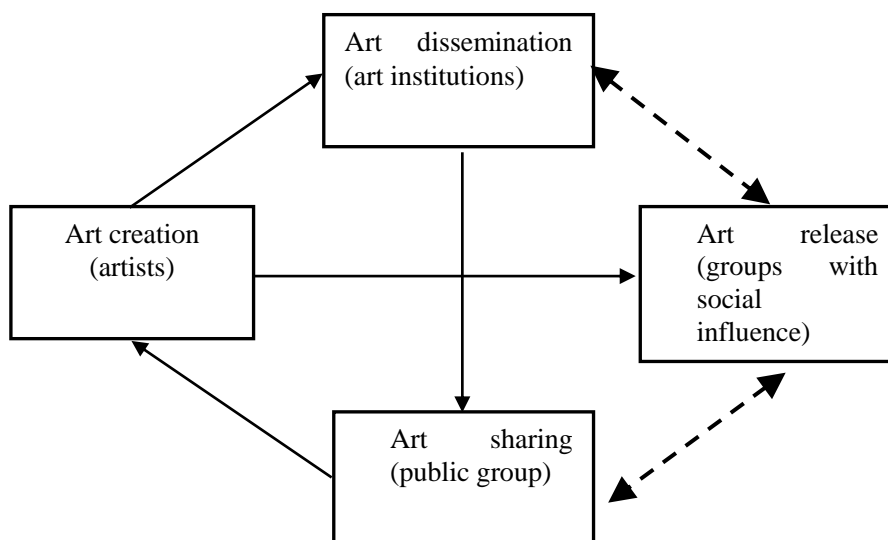 Art dissemination
(art institutions)
Art creation
(artists)
Art release
(groups with
social
influence)
Art sharing
(public group)